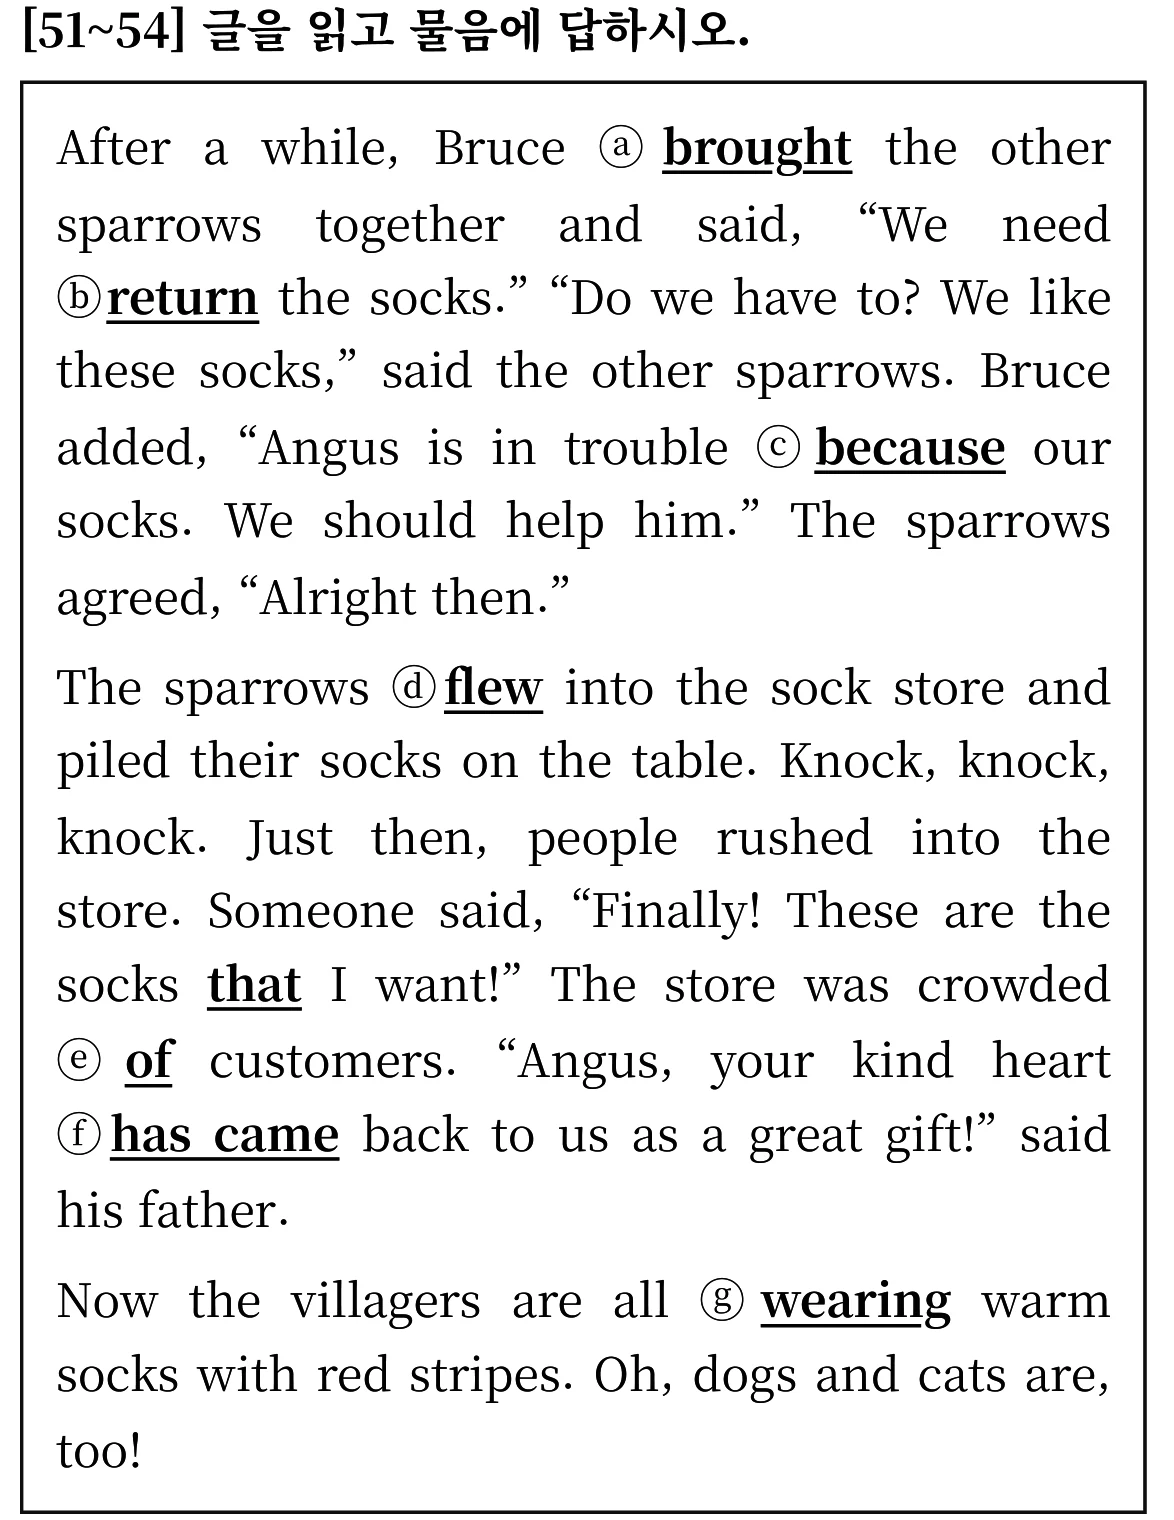 [51~54] 글을 읽고 물음에 답하시오.
After a while, Bruce ⓐ brought the other
sparrows together and said, “We need
ⓑreturn the socks.” “Do we have to? We like
these socks,” said the other sparrows. Bruce
added, “Angus is in trouble ⓒ because our
socks. We should help him.” The sparrows
agreed, “Alright then.”
The sparrows ⓓflew into the sock store and
piled their socks on the table. Knock, knock,
knock. Just then, people rushed into the
store. Someone said, “Finally! These are the
socks that I want!” The store was crowded
ⓔ of customers. “Angus, your kind heart
ⓕhas came back to us as a great gift!” said
his father.
Now the villagers are all ⓖ wearing warm
socks with red stripes. Oh, dogs and cats are,
too!